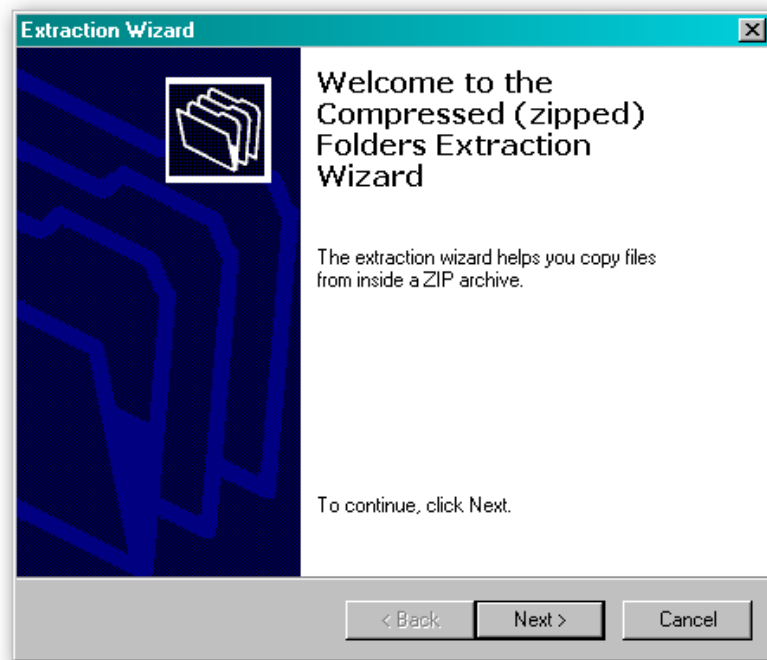 Extraction Wizard
Welcome to the
Compressed (zipped)
Folders Extraction
Wizard
The extraction wizard helps you copy files
from inside a ZIP archive.
To continue, click Next.
< Back
Next >
Cancel